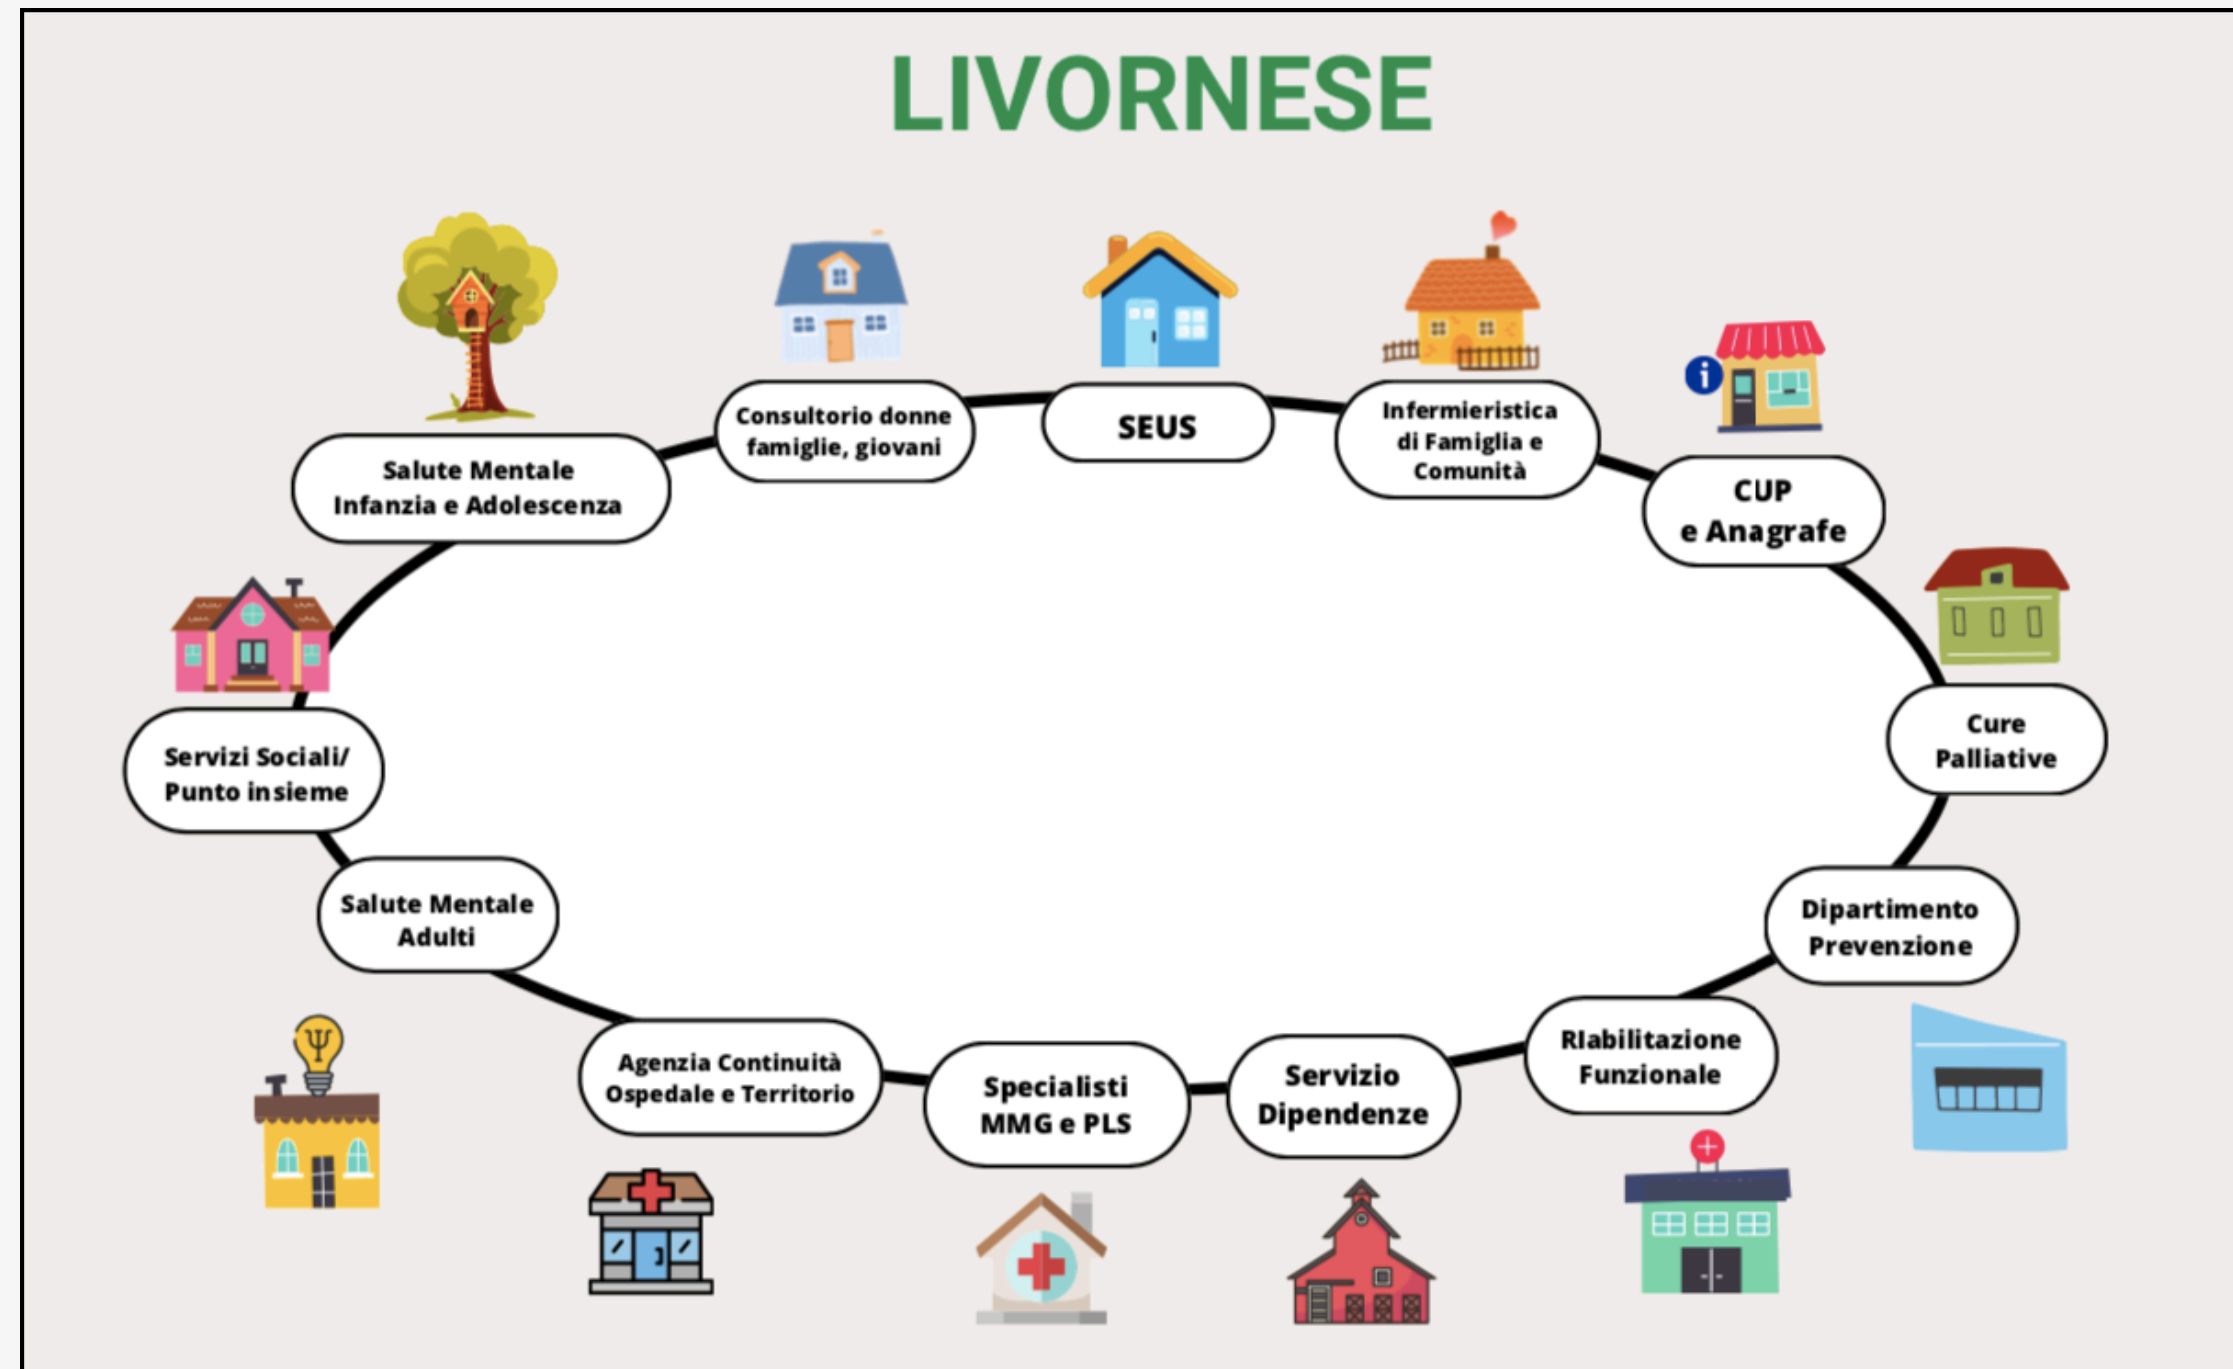 LIVORNESE
Salute Mentale
Infanzia e Adolescenza
Consultorio donne
famiglie, giovani
SEUS
Infermieristica
di Famiglia e
Comunità
i
CUP
e Anagrafe
Cure
Palliative
Dipartimento
Prevenzione
RIabilitazione
Funzionale
Servizio
Dipendenze
Specialisti
MMG e PLS
Agenzia Continuità
Ospedale e Territorio
Salute Mentale
Adulti
Ψ
Servizi Sociali/
Punto insieme